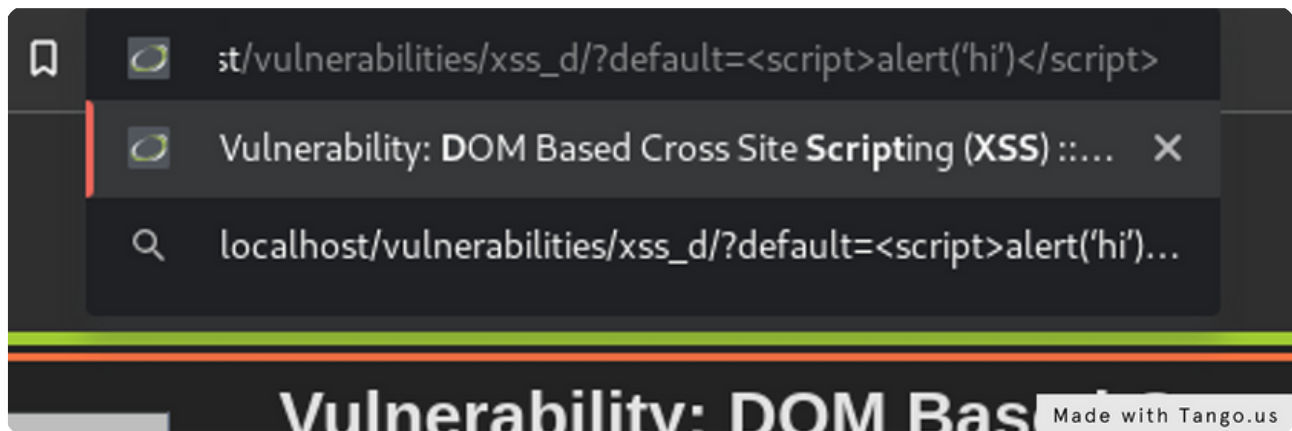 st/vulnerabilities/xss_d/?default=<script>alert(‘hi’)</script>
Vulnerability: DOM Based Cross Site Scripting (XSS) ::...
localhost/vulnerabilities/xss_d/?default=<script>alert(‘hi’)...
Vulnerability: DOM Based
Made with Tango.us